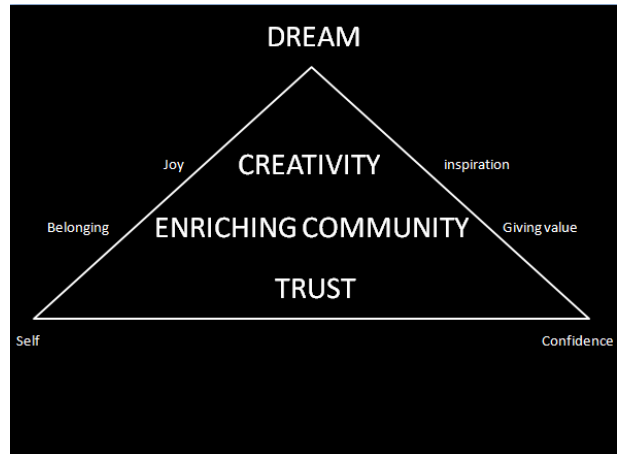 DREAM
Joy
CREATIVITY
inspiration
Belonging
ENRICHING COMMUNITY
Giving value
TRUST
Self
Confidence